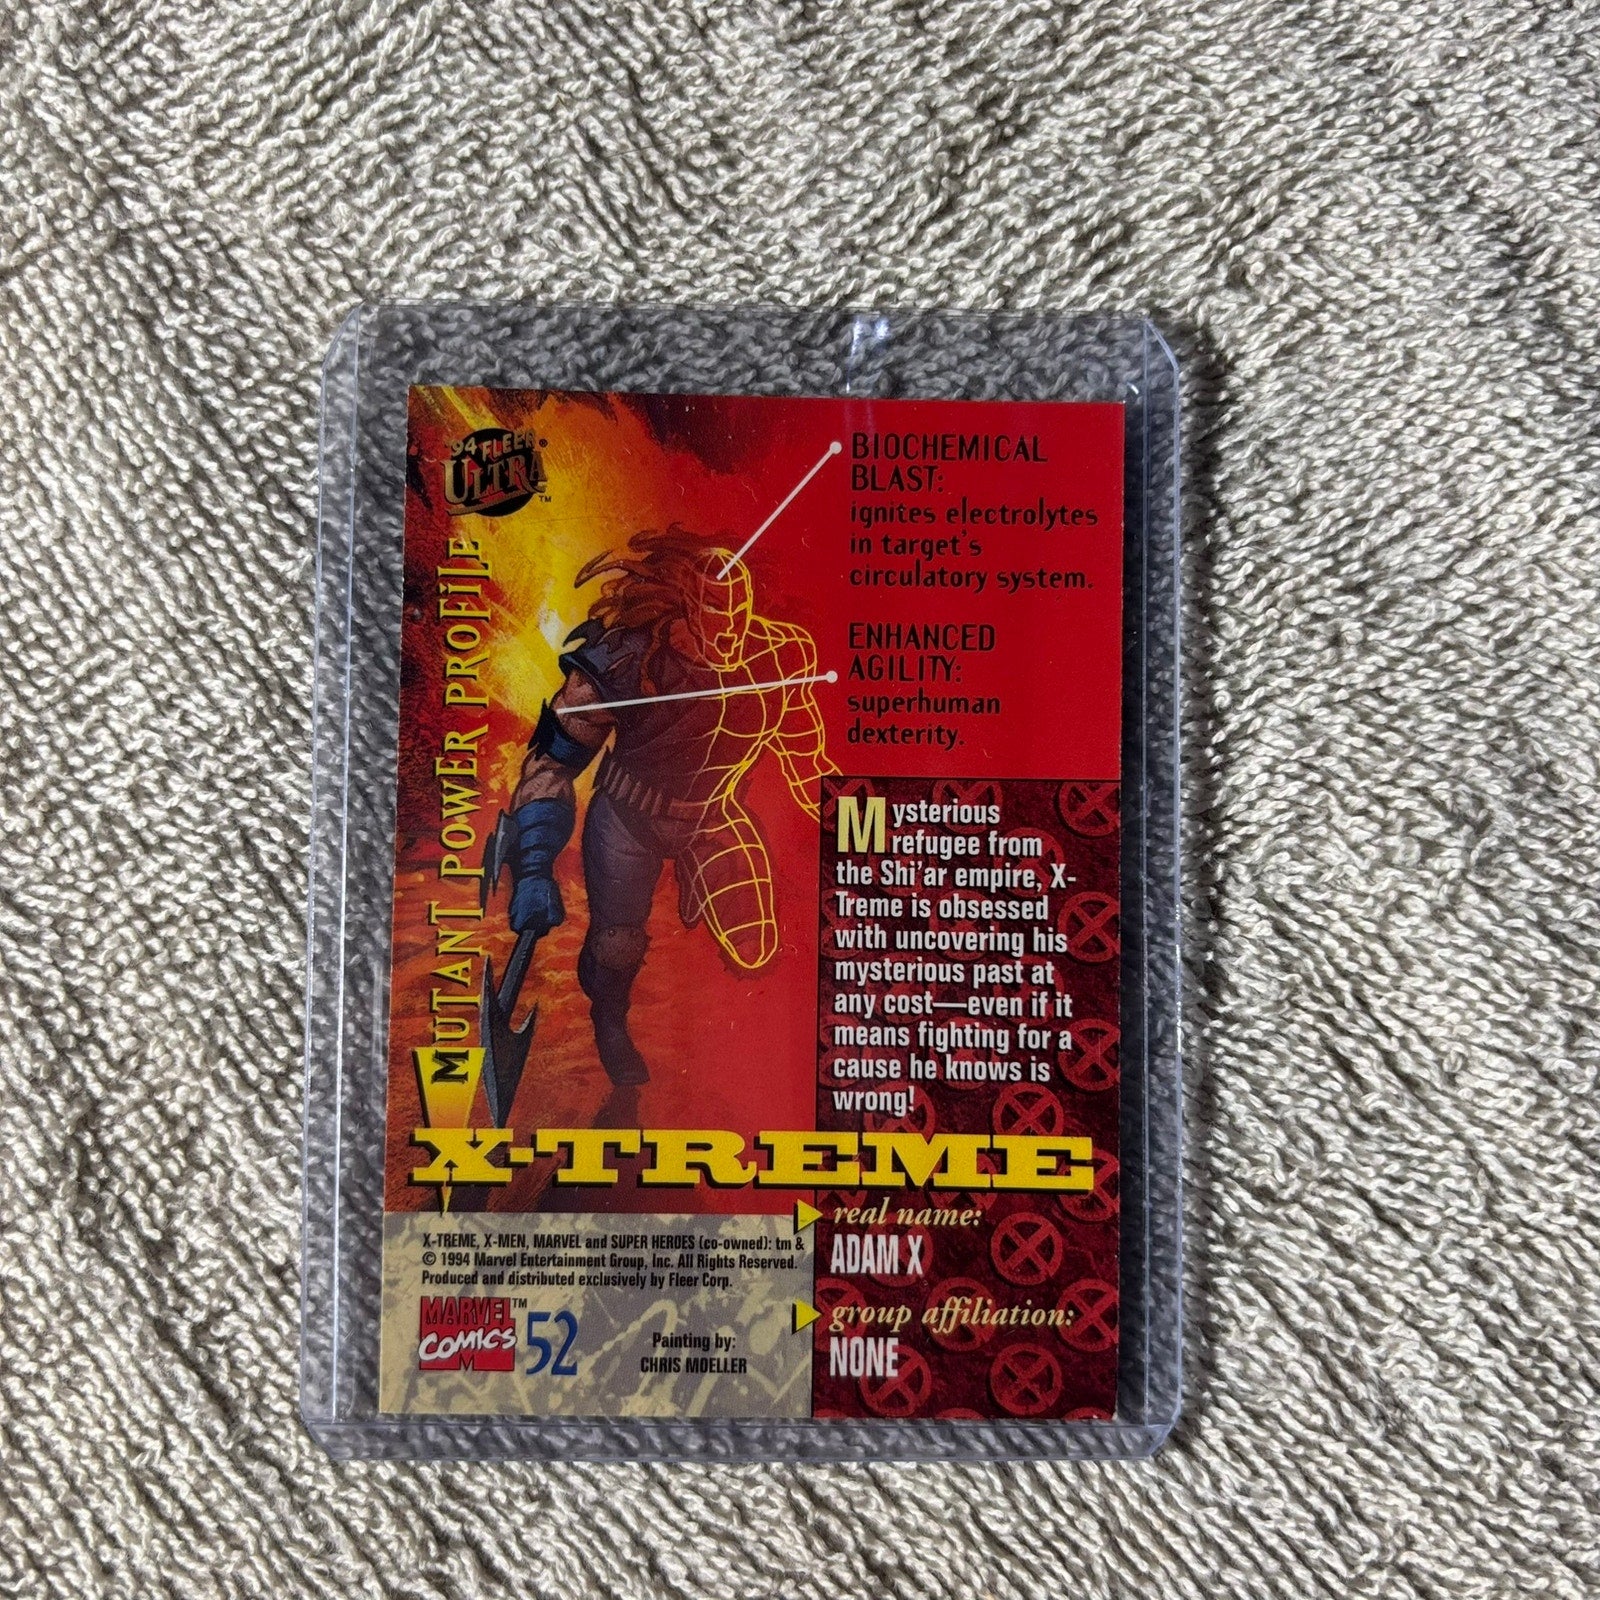 '94 FLEER®
ULTRA™
MUTANT POWER PROFILE
BIOCHEMICAL
BLAST:
ignites electrolytes
in target's
circulatory system.
ENHANCED
AGILITY:
superhuman
dexterity.
Mysterious
refugee from
the Shi'ar empire, X-
Treme is obsessed
with uncovering his
mysterious past at
any cost—even if it
means fighting for a
cause he knows is
wrong!
X-TREME
real name:
ADAM X
group affiliation:
NONE
X-TREME, X-MEN, MARVEL and SUPER HEROES (co-owned): tm &
© 1994 Marvel Entertainment Group, Inc. All Rights Reserved.
Produced and distributed exclusively by Fleer Corp.
MARVEL™
COMICS
M
52
Painting by:
CHRIS MOELLER